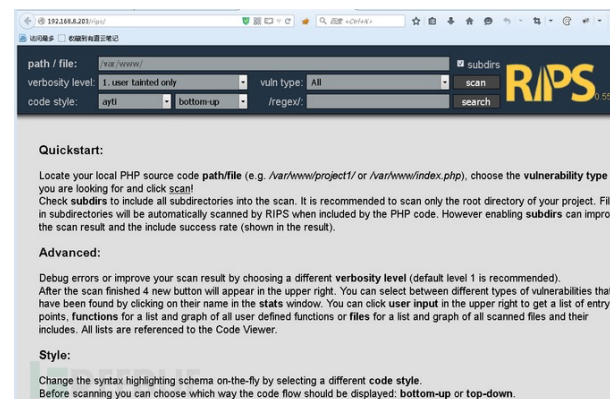 192.168.8.203/rips/
百度 <Ctrl+K>
访问最多 收藏到有道云笔记
path / file: /var/www/ subdirs
verbosity level: 1. user tainted only vuln type: All scan
code style: ayti bottom-up /regex/: search
RIPS 0.55
Quickstart:
Locate your local PHP source code path/file (e.g. /var/www/project1/ or /var/www/index.php), choose the vulnerability type
you are looking for and click scan!
Check subdirs to include all subdirectories into the scan. It is recommended to scan only the root directory of your project. Fil
in subdirectories will be automatically scanned by RIPS when included by the PHP code. However enabling subdirs can impro
the scan result and the include success rate (shown in the result).
Advanced:
Debug errors or improve your scan result by choosing a different verbosity level (default level 1 is recommended).
After the scan finished 4 new button will appear in the upper right. You can select between different types of vulnerabilities that
have been found by clicking on their name in the stats window. You can click user input in the upper right to get a list of entry
points, functions for a list and graph of all user defined functions or files for a list and graph of all scanned files and their
includes. All lists are referenced to the Code Viewer.
Style:
Change the syntax highlighting schema on-the-fly by selecting a different code style.
Before scanning you can choose which way the code flow should be displayed: bottom-up or top-down.